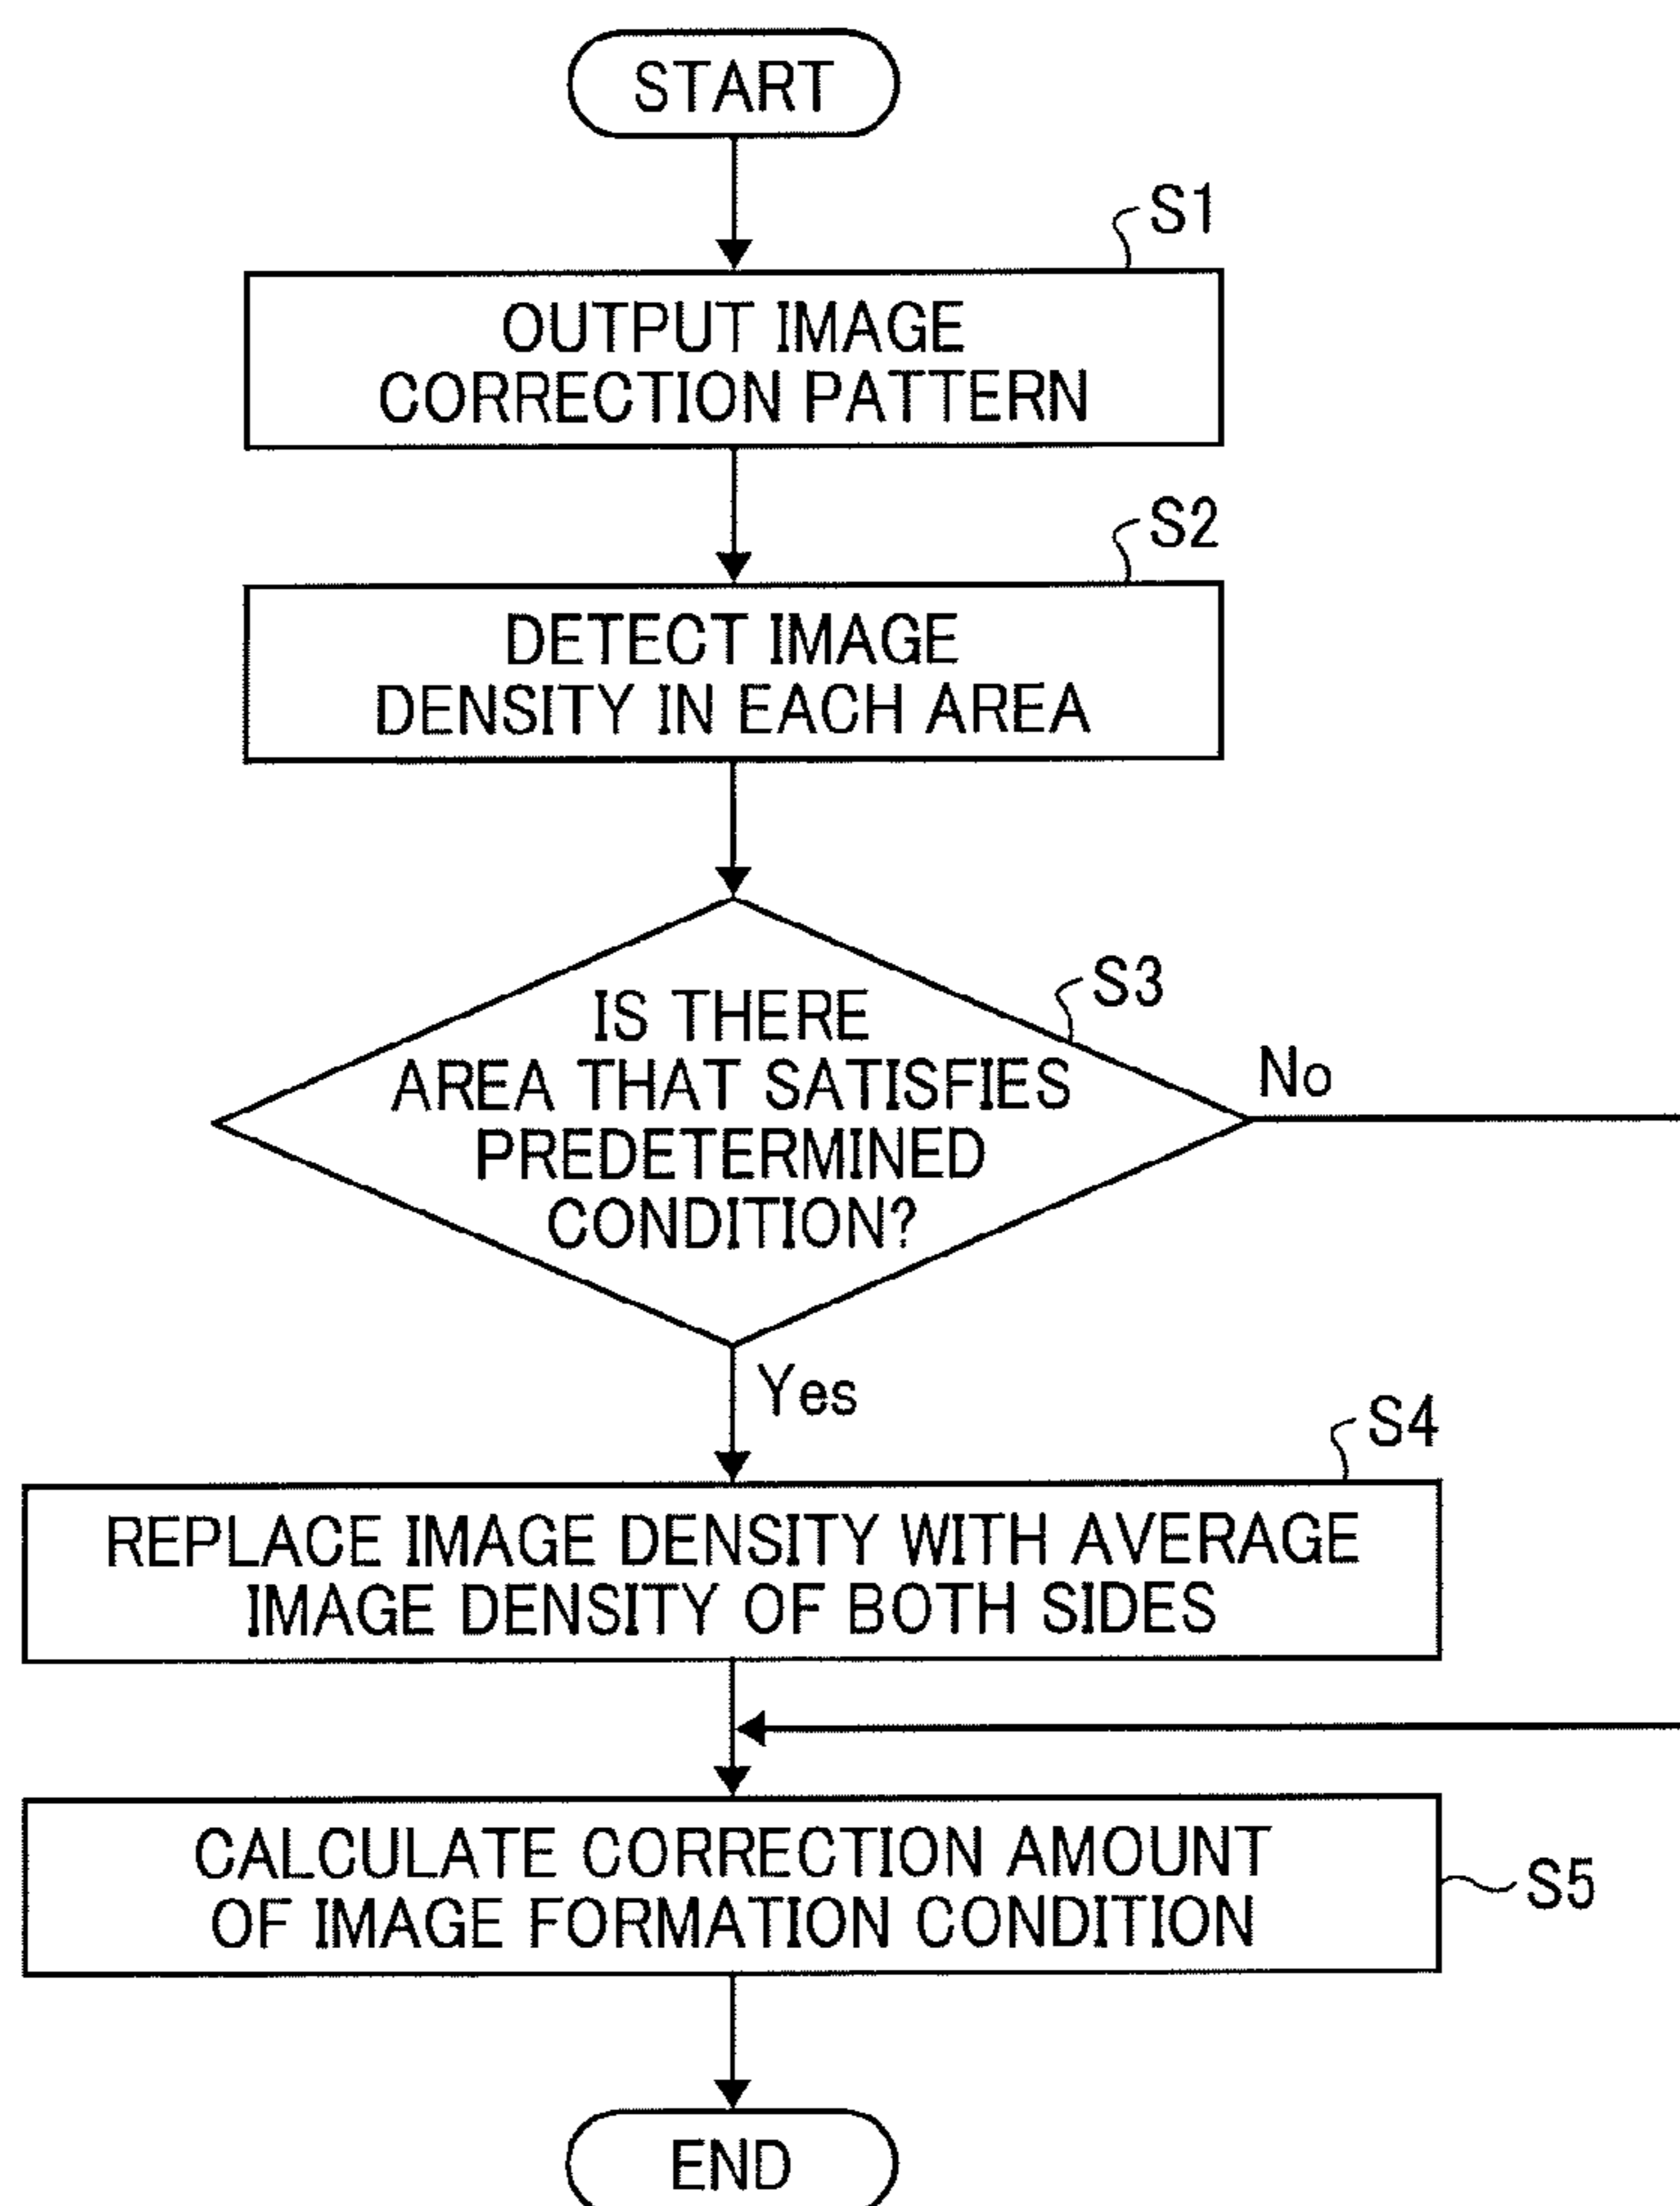 START
S1
OUTPUT IMAGE
CORRECTION PATTERN
S2
DETECT IMAGE
DENSITY IN EACH AREA
S3
IS THERE
AREA THAT SATISFIES
PREDETERMINED
CONDITION?
No
Yes
S4
REPLACE IMAGE DENSITY WITH AVERAGE
IMAGE DENSITY OF BOTH SIDES
CALCULATE CORRECTION AMOUNT
OF IMAGE FORMATION CONDITION
S5
END